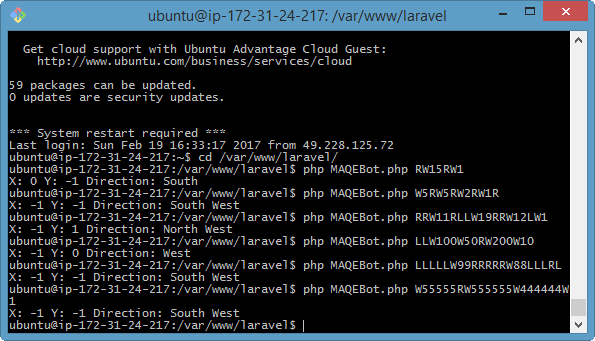 ubuntu@ip-172-31-24-217: /var/www/laravel
Get cloud support with Ubuntu Advantage Cloud Guest:
http://www.ubuntu.com/business/services/cloud
59 packages can be updated.
0 updates are security updates.
*** System restart required ***
Last login: Sun Feb 19 16:33:17 2017 from 49.228.125.72
ubuntu@ip-172-31-24-217:~$ cd /var/www/laravel/
ubuntu@ip-172-31-24-217:/var/www/laravel$ php MAQEBot.php RW15RW1
X: 0 Y: -1 Direction: South
ubuntu@ip-172-31-24-217:/var/www/laravel$ php MAQEBot.php W5RW5RW2RW1R
X: -1 Y: -1 Direction: South West
ubuntu@ip-172-31-24-217:/var/www/laravel$ php MAQEBot.php RRW11RLLW19RRW12LW1
X: -1 Y: 1 Direction: North West
ubuntu@ip-172-31-24-217:/var/www/laravel$ php MAQEBot.php LLW100W50RW200W10
X: -1 Y: 0 Direction: West
ubuntu@ip-172-31-24-217:/var/www/laravel$ php MAQEBot.php LLLLLW99RRRRRW88LLLRL
X: -1 Y: -1 Direction: South West
ubuntu@ip-172-31-24-217:/var/www/laravel$ php MAQEBot.php W55555RW555555W444444W
1
X: -1 Y: -1 Direction: South West
ubuntu@ip-172-31-24-217:/var/www/laravel$